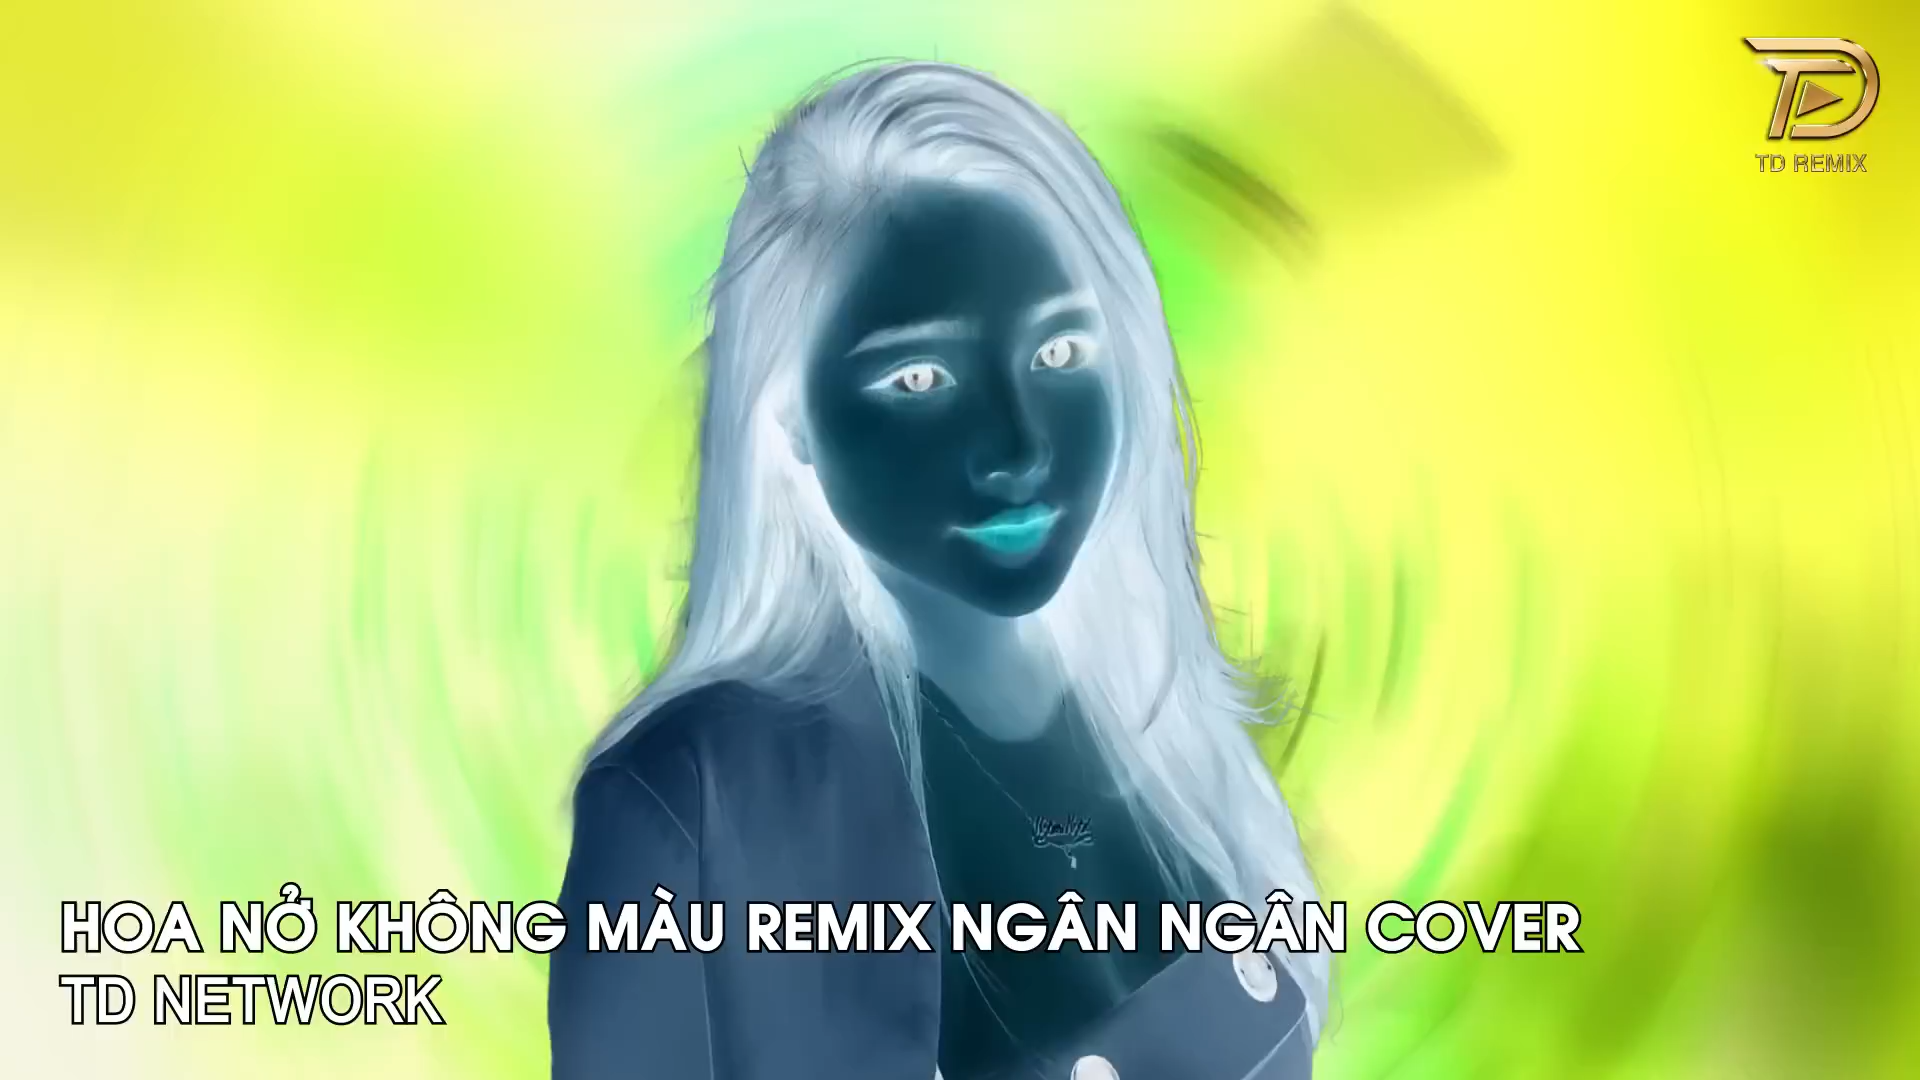 TD REMIX
HOA NỞ KHÔNG MÀU REMIX NGÂN NGÂN COVER
TD NETWORK